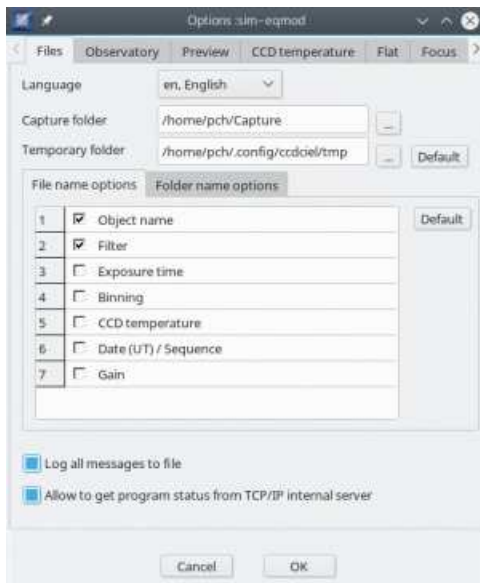 Options :sim-eqmod
Files Observatory Preview CCD temperature Flat Focus
Language en, English
Capture folder /home/pch/Capture ...
Temporary folder /home/pch/.config/ccdciel/tmp ... Default
File name options Folder name options
1 Object name Default
2 Filter
3 Exposure time
4 Binning
5 CCD temperature
6 Date (UT) / Sequence
7 Gain
Log all messages to file
Allow to get program status from TCP/IP internal server
Cancel OK